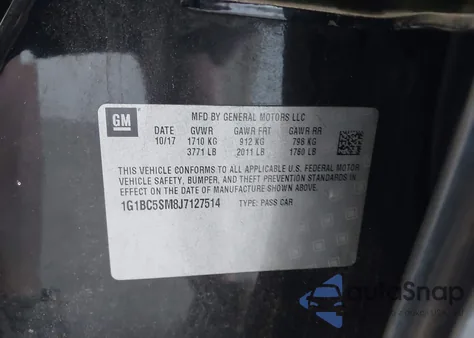 GM
MFD BY GENERAL MOTORS LLC
DATE GVWR GAWR FRT GAWR RR
10/17 1710 KG 912 KG 798 KG
3771 LB 2011 LB 1760 LB
THIS VEHICLE CONFORMS TO ALL APPLICABLE U.S. FEDERAL MOTOR
VEHICLE SAFETY, BUMPER, AND THEFT PREVENTION STANDARDS IN
EFFECT ON THE DATE OF MANUFACTURE SHOWN ABOVE.
1G1BC5SM8J7127514 TYPE: PASS CAR
autoSnap